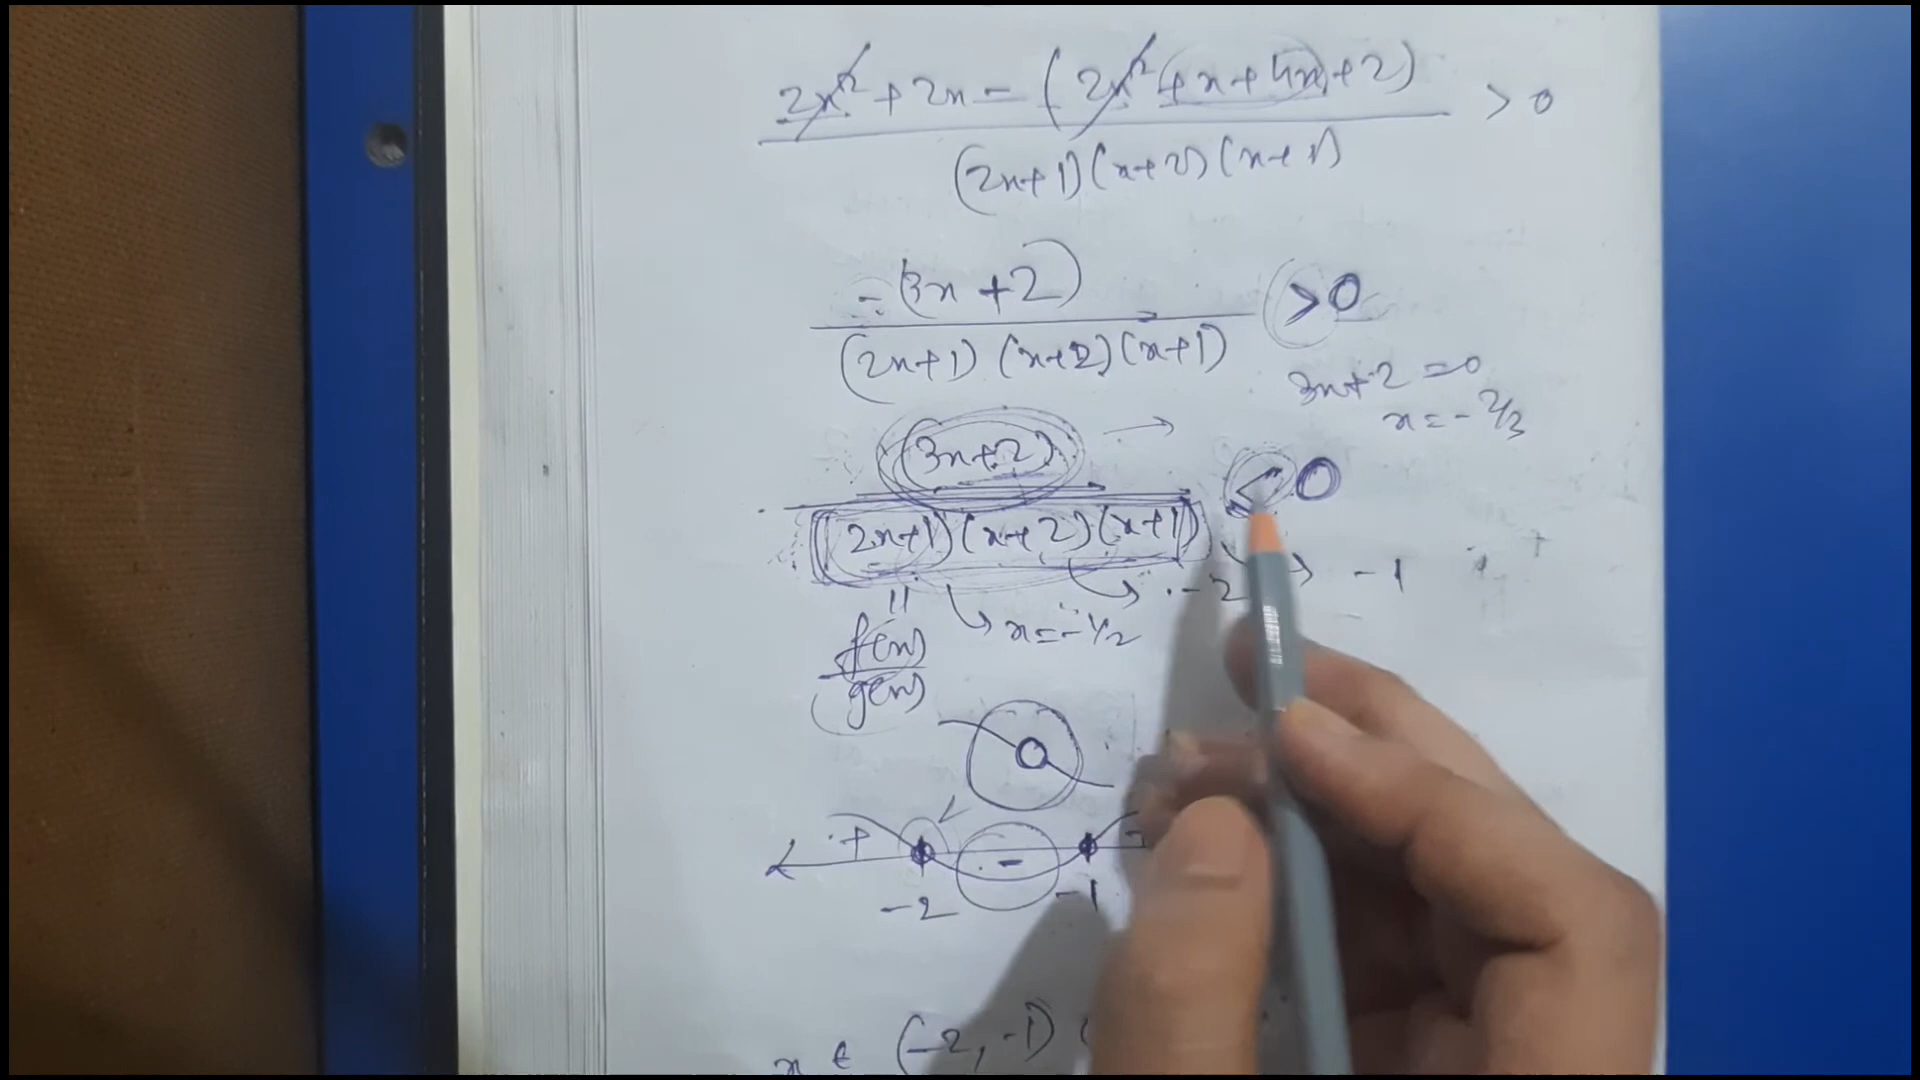 2x² + 2x - (2x² + x + 4x + 2) > 0
(2x+1)(x+2)(x+1)
-(3x+2) > 0
(2x+1)(x+2)(x+1)
3x+2 = 0
x = -2/3
(3x+2) < 0
(2x+1)(x+2)(x+1)
→ -2 → -1
x = -1/2
f(x)
g(x)
+ -
-2 -1
x ∈ (-2, -1)